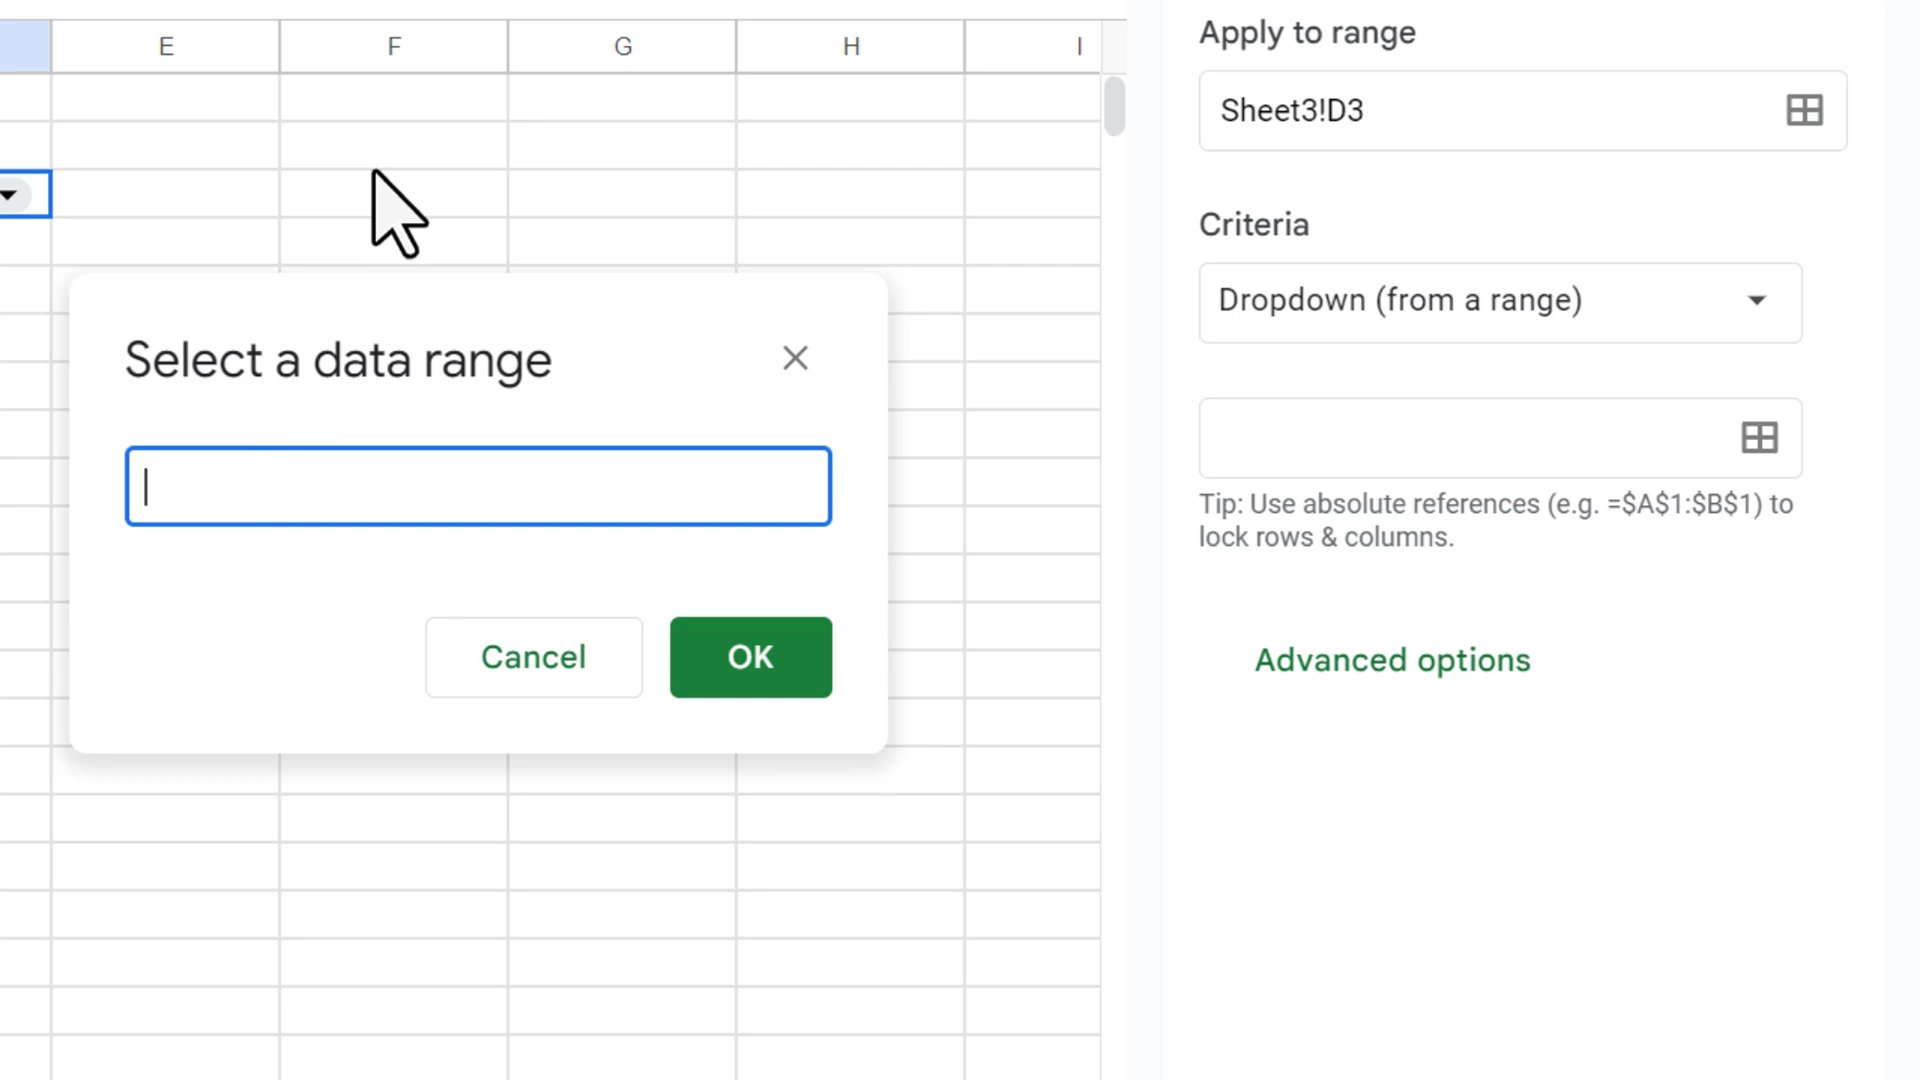 E F G H I
Select a data range
Cancel OK
Apply to range
Sheet3!D3
Criteria
Dropdown (from a range)
Tip: Use absolute references (e.g. =$A$1:$B$1) to
lock rows & columns.
Advanced options